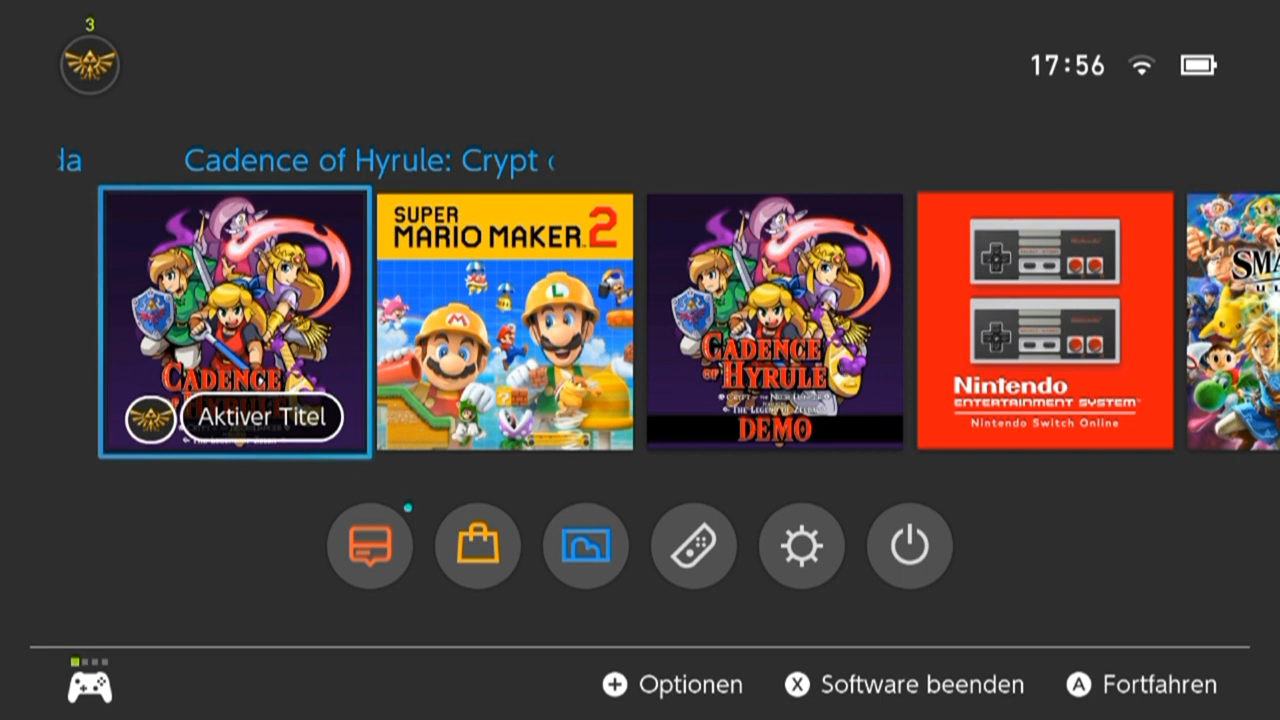 3
17:56
da Cadence of Hyrule: Crypt
SUPER
MARIO MAKER 2
CADENCE
OF HYRULE
DEMO
Nintendo
ENTERTAINMENT SYSTEM™
Nintendo Switch Online
CADENCE
Aktiver Titel
Optionen
Software beenden
Fortfahren